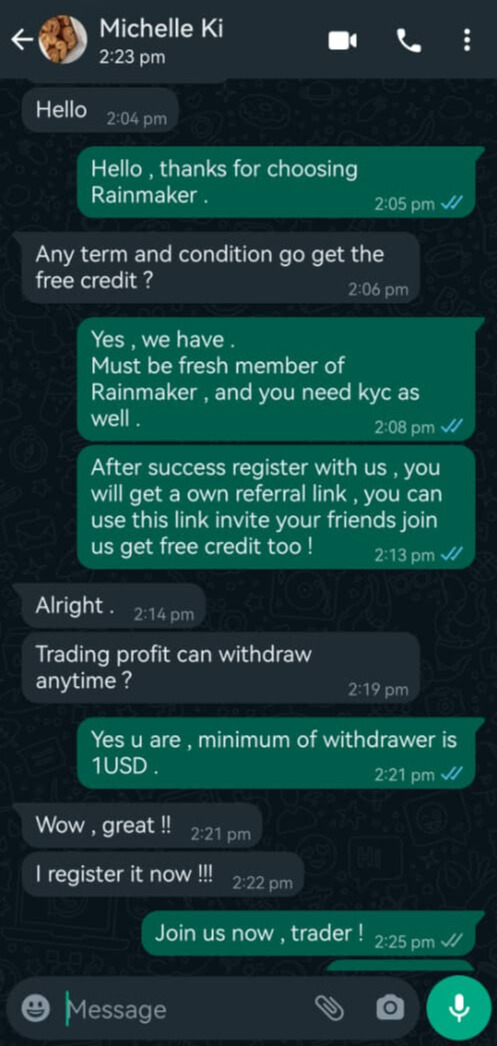 Michelle Ki
2:23 pm
Hello 2:04 pm
Hello , thanks for choosing
Rainmaker . 2:05 pm
Any term and condition go get the
free credit ? 2:06 pm
Yes , we have .
Must be fresh member of
Rainmaker , and you need kyc as
well . 2:08 pm
After success register with us , you
will get a own referral link , you can
use this link invite your friends join
us get free credit too ! 2:13 pm
Alright . 2:14 pm
Trading profit can withdraw
anytime ? 2:19 pm
Yes u are , minimum of withdrawer is
1USD . 2:21 pm
Wow , great !! 2:21 pm
I register it now !!! 2:22 pm
Join us now , trader ! 2:25 pm
Message